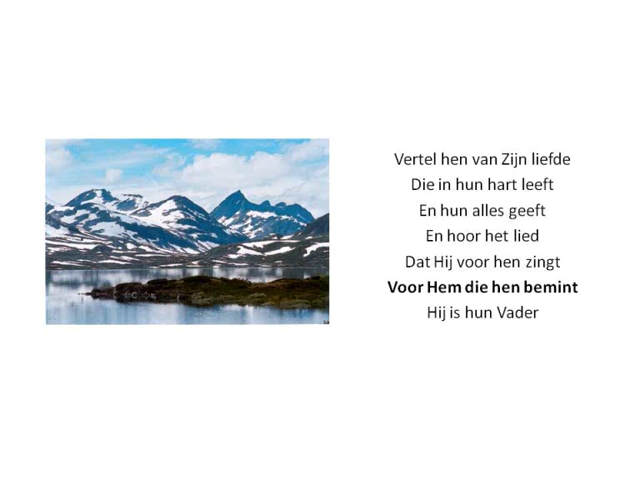 Vertel hen van Zijn liefde
Die in hun hart leeft
En hun alles geeft
En hoor het lied
Dat Hij voor hen zingt
Voor Hem die hen bemint
Hij is hun Vader